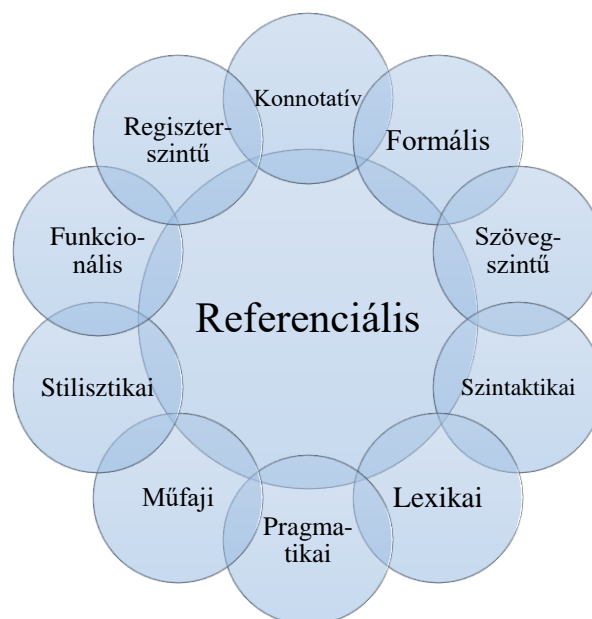 Konnotatív
Formális
Szöveg-
szintű
Szintaktikai
Lexikai
Pragma-
tikai
Műfaji
Stilisztikai
Funkcio-
nális
Regiszter-
szintű
Referenciális